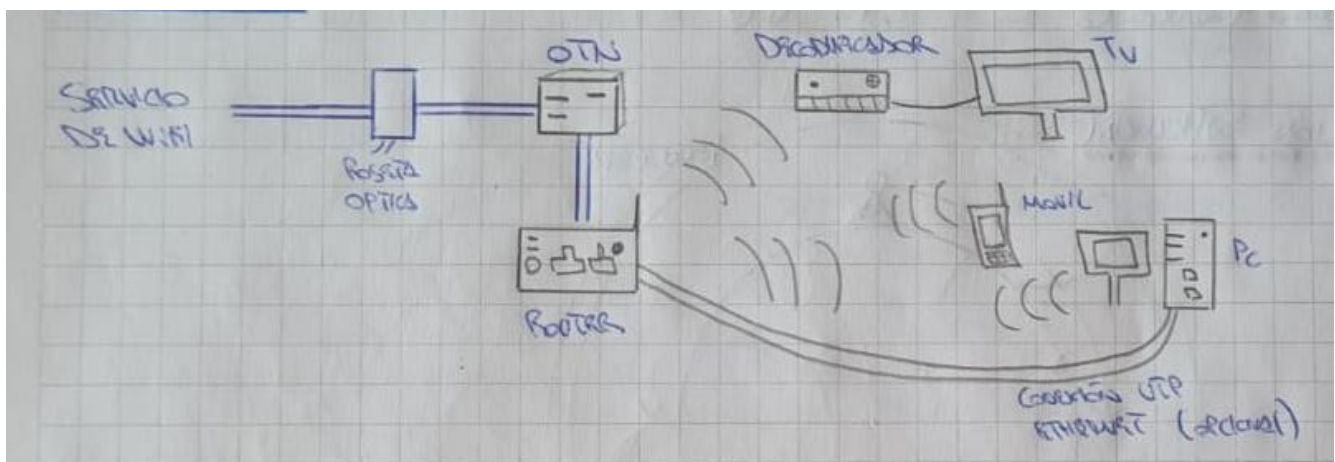 OTN
DECODIFICADOR
TV
SERVICIO
DE WIFI
ROSETA
OPTICA
MOVIL
PC
ROUTER
CONEXIÓN UTP
ETHERNET (opcional)